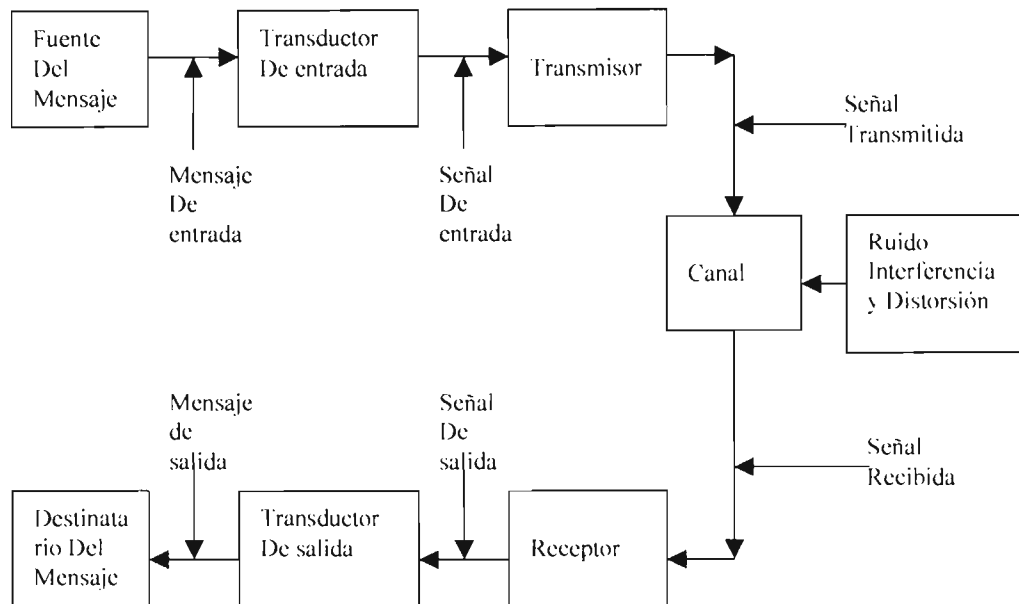 Fuente
Del
Mensaje
Transductor
De entrada
Transmisor
Señal
Transmitida
Mensaje
De
entrada
Señal
De
entrada
Canal
Ruido
Interferencia
y Distorsión
Mensaje
de
salida
Señal
De
salida
Señal
Recibida
Destinata
rio Del
Mensaje
Transductor
De salida
Receptor